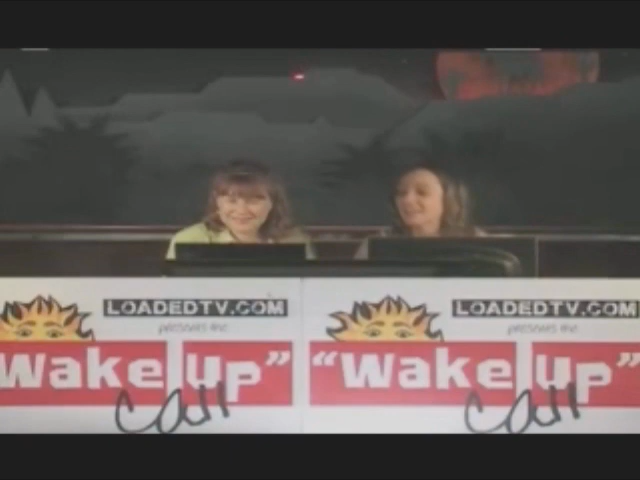 LOADEDTV.COM
presents the
Wake Up”
Call
LOADEDTV.COM
presents the
“Wake Up”
Call